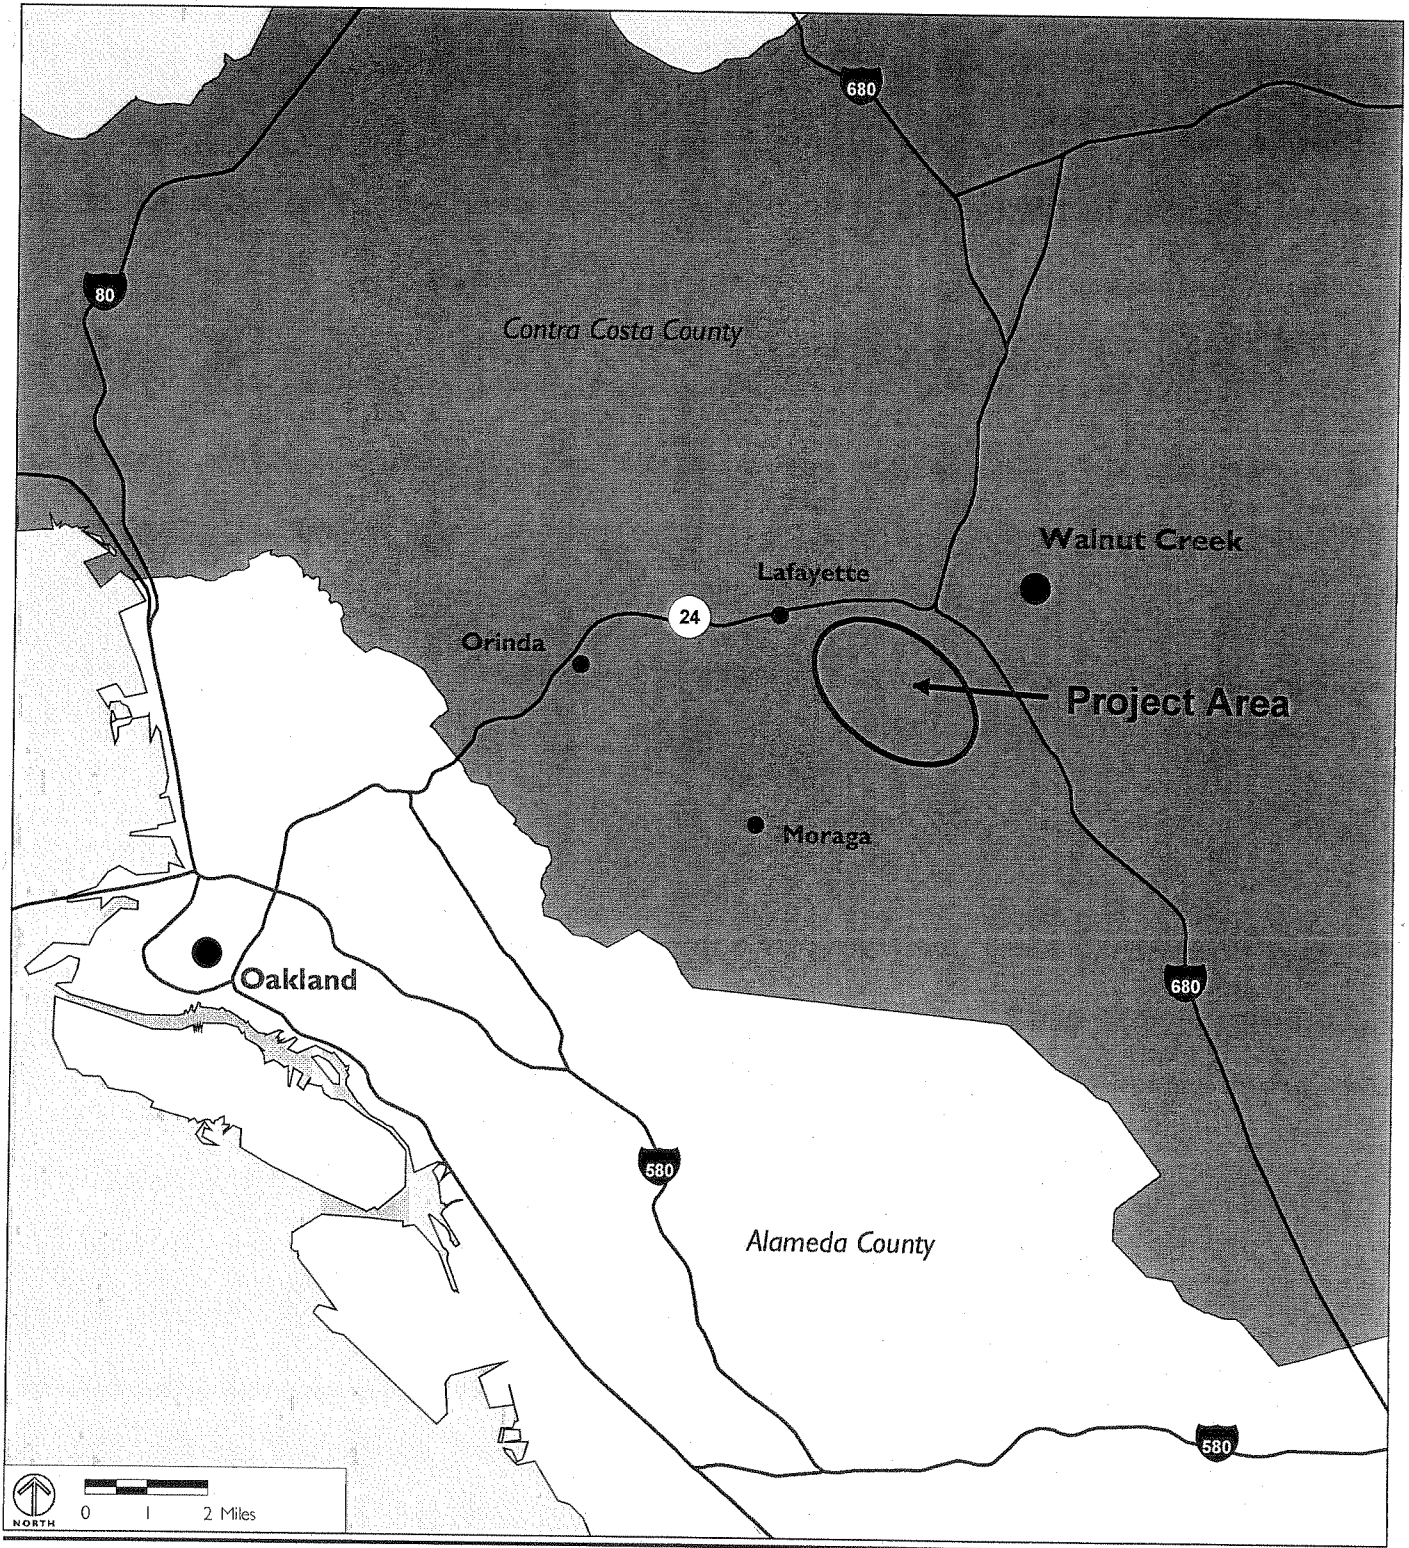 680
80
Contra Costa County
Walnut Creek
Lafayette
24
Orinda
Project Area
Moraga
Oakland
680
580
Alameda County
580
NORTH
0 1 2 Miles